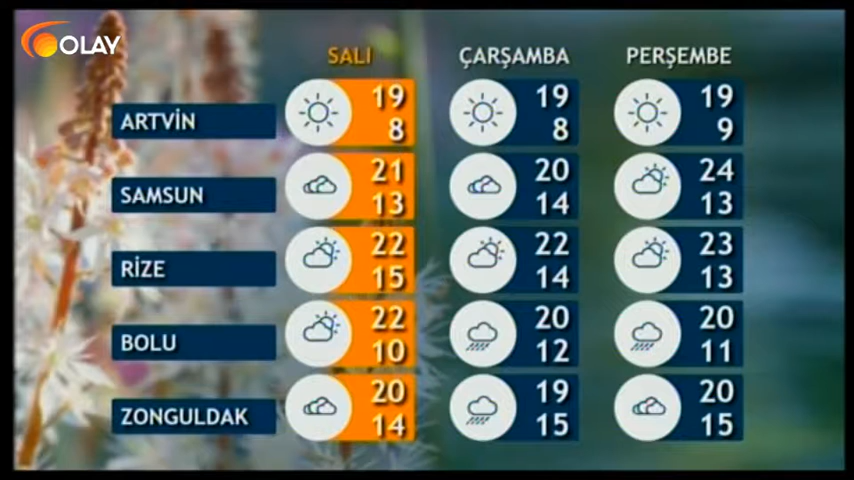 OLAY
SALI ÇARŞAMBA PERŞEMBE
ARTVİN 19 8 19 8 19 9
SAMSUN 21 13 20 14 24 13
RİZE 22 15 22 14 23 13
BOLU 22 10 20 12 20 11
ZONGULDAK 20 14 19 15 20 15